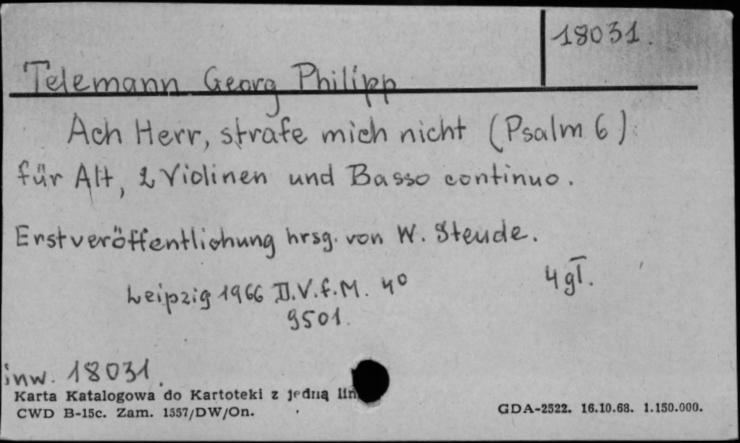 18031.
Telemann Georg Philipp
Ach Herr, strafe mich nicht (Psalm 6)
für Alt, 2 Violinen und Basso continuo.
Erstveröffentlichung hrsg. von W. Steude.
Leipzig 1966 D.V.f.M. 4° 4 gł.
9501.
inw. 18031.
Karta Katalogowa do Kartoteki z jedną
CWD B-15c. Zam. 1557/DW/On. GDA-2522. 16.10.68. 1.150.000.